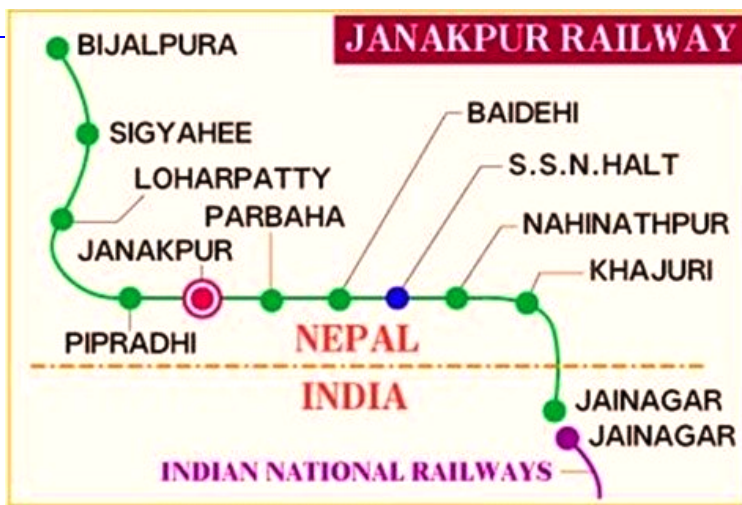 JANAKPUR RAILWAY
BIJALPURA
SIGYAHEE
LOHARPATTY
BAIDEHI
S.S.N.HALT
PARBAHA
NAHINATHPUR
JANAKPUR
KHAJURI
PIPRADHI
NEPAL
INDIA
JAINAGAR
JAINAGAR
INDIAN NATIONAL RAILWAYS